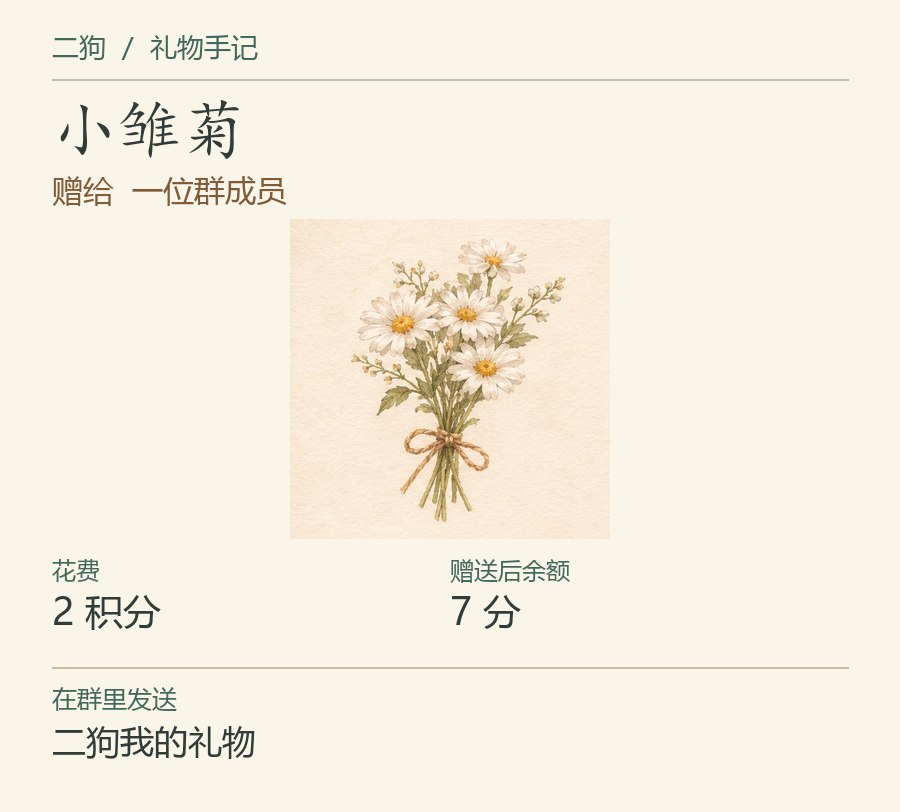 二狗 / 礼物手记
小雏菊
赠给 一位群成员
花费
2 积分
赠送后余额
7 分
在群里发送
二狗我的礼物